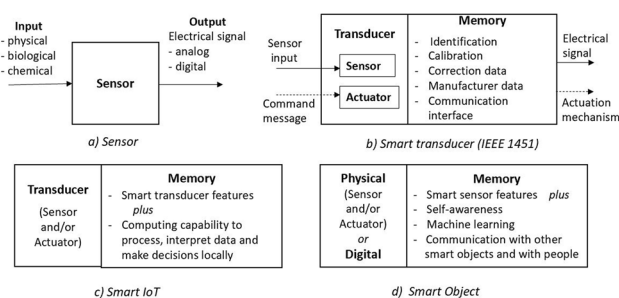 Input
- physical
- biological
- chemical
Sensor
Output
Electrical signal
- analog
- digital
a) Sensor
Sensor
input
Command
message
Transducer
Sensor
Actuator
Memory
- Identification
- Calibration
- Correction data
- Manufacturer data
- Communication
interface
Electrical
signal
Actuation
mechanism
b) Smart transducer (IEEE 1451)
Transducer
(Sensor
and/or
Actuator)
Memory
- Smart transducer features
plus
- Computing capability to
process, interpret data and
make decisions locally
c) Smart IoT
Physical
(Sensor
and/or
Actuator)
or
Digital
Memory
- Smart sensor features plus
- Self-awareness
- Machine learning
- Communication with other
smart objects and with people
d) Smart Object